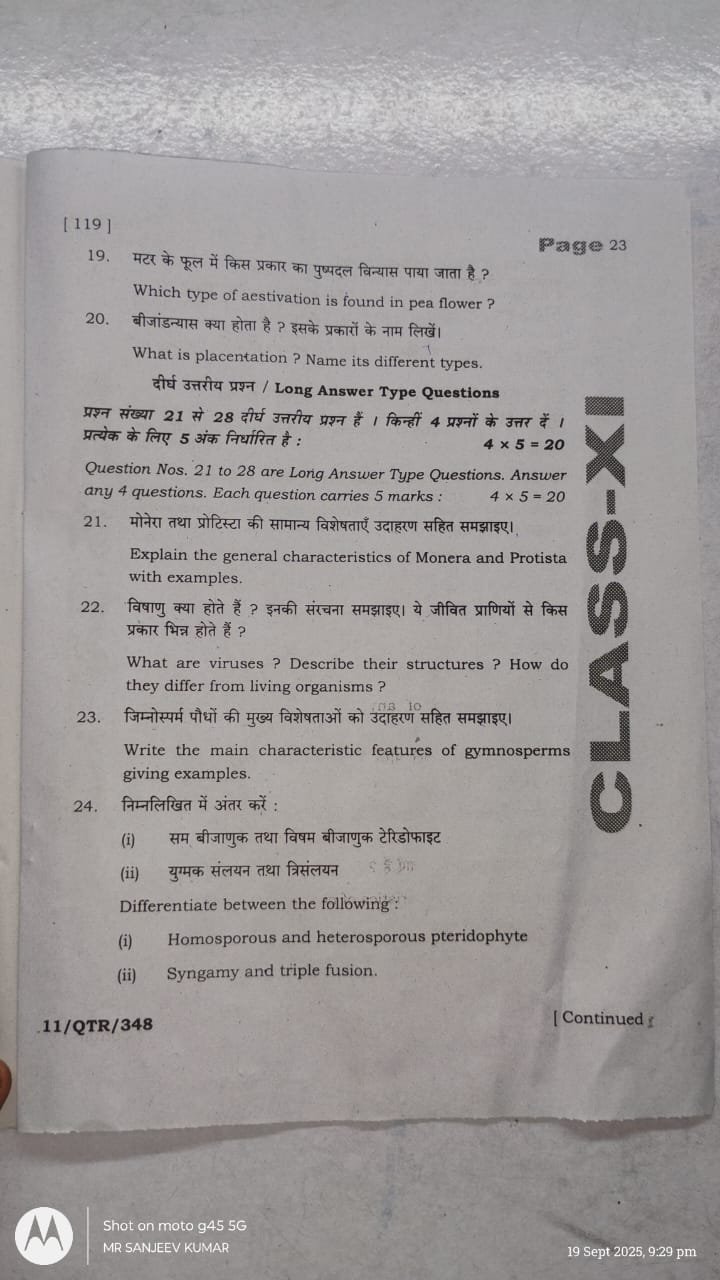 [ 119 ]
Page 23
19. मटर के फूल में किस प्रकार का पुष्पदल विन्यास पाया जाता है ?
Which type of aestivation is found in pea flower ?
20. बीजांडन्यास क्या होता है ? इसके प्रकारों के नाम लिखें।
What is placentation ? Name its different types.
दीर्घ उत्तरीय प्रश्न / Long Answer Type Questions
प्रश्न संख्या 21 से 28 दीर्घ उत्तरीय प्रश्न हैं । किन्हीं 4 प्रश्नों के उत्तर दें ।
प्रत्येक के लिए 5 अंक निर्धारित है : 4 × 5 = 20
Question Nos. 21 to 28 are Long Answer Type Questions. Answer
any 4 questions. Each question carries 5 marks : 4 × 5 = 20
21. मोनेरा तथा प्रोटिस्टा की सामान्य विशेषताएँ उदाहरण सहित समझाइए।
Explain the general characteristics of Monera and Protista
with examples.
22. विषाणु क्या होते हैं ? इनकी संरचना समझाइए। ये जीवित प्राणियों से किस
प्रकार भिन्न होते हैं ?
What are viruses ? Describe their structures ? How do
they differ from living organisms ?
23. जिम्नोस्पर्म पौधों की मुख्य विशेषताओं को उदाहरण सहित समझाइए।
Write the main characteristic features of gymnosperms
giving examples.
24. निम्नलिखित में अंतर करें :
(i) सम बीजाणुक तथा विषम बीजाणुक टेरिडोफाइट
(ii) युग्मक संलयन तथा त्रिसंलयन
Differentiate between the following :
(i) Homosporous and heterosporous pteridophyte
(ii) Syngamy and triple fusion.
11/QTR/348
[ Continued
CLASS-XI
Shot on moto g45 5G
MR SANJEEV KUMAR
19 Sept 2025, 9:29 pm